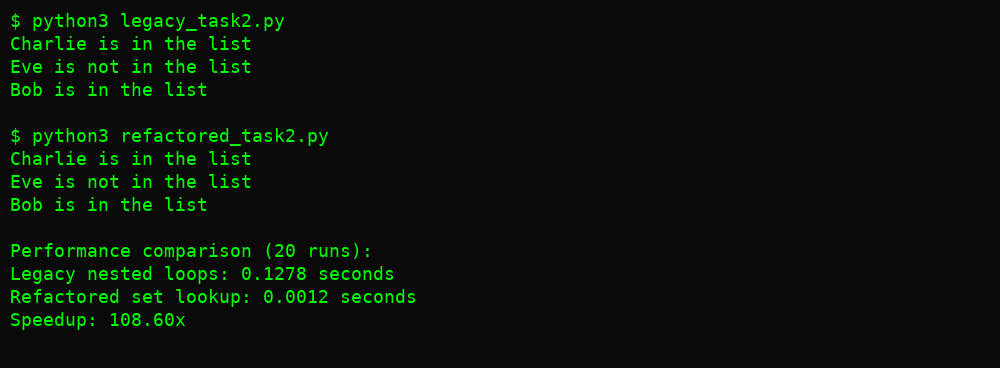 $ python3 legacy_task2.py
Charlie is in the list
Eve is not in the list
Bob is in the list
$ python3 refactored_task2.py
Charlie is in the list
Eve is not in the list
Bob is in the list
Performance comparison (20 runs):
Legacy nested loops: 0.1278 seconds
Refactored set lookup: 0.0012 seconds
Speedup: 108.60x